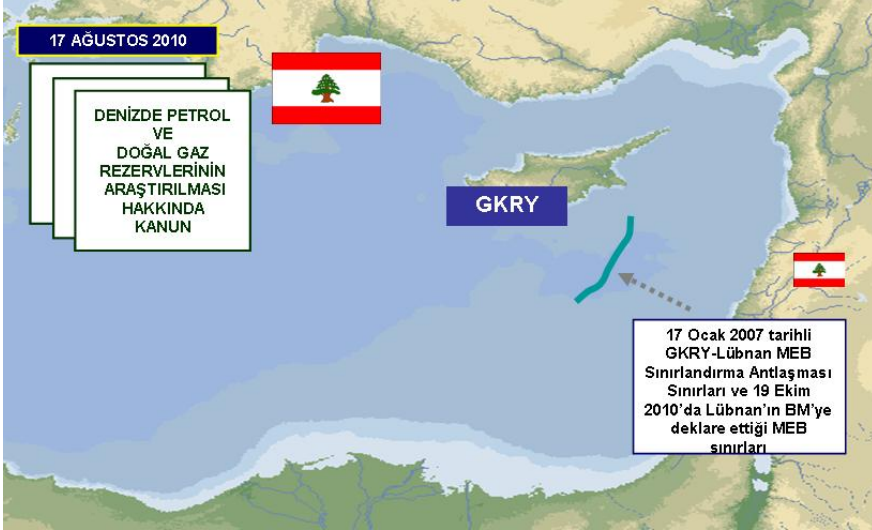 17 AĞUSTOS 2010
DENİZDE PETROL
VE
DOĞAL GAZ
REZERVLERİNİN
ARAŞTIRILMASI
HAKKINDA
KANUN
GKRY
17 Ocak 2007 tarihli
GKRY-Lübnan MEB
Sınırlandırma Antlaşması
Sınırları ve 19 Ekim
2010'da Lübnan'ın BM'ye
deklare ettiği MEB
sınırları